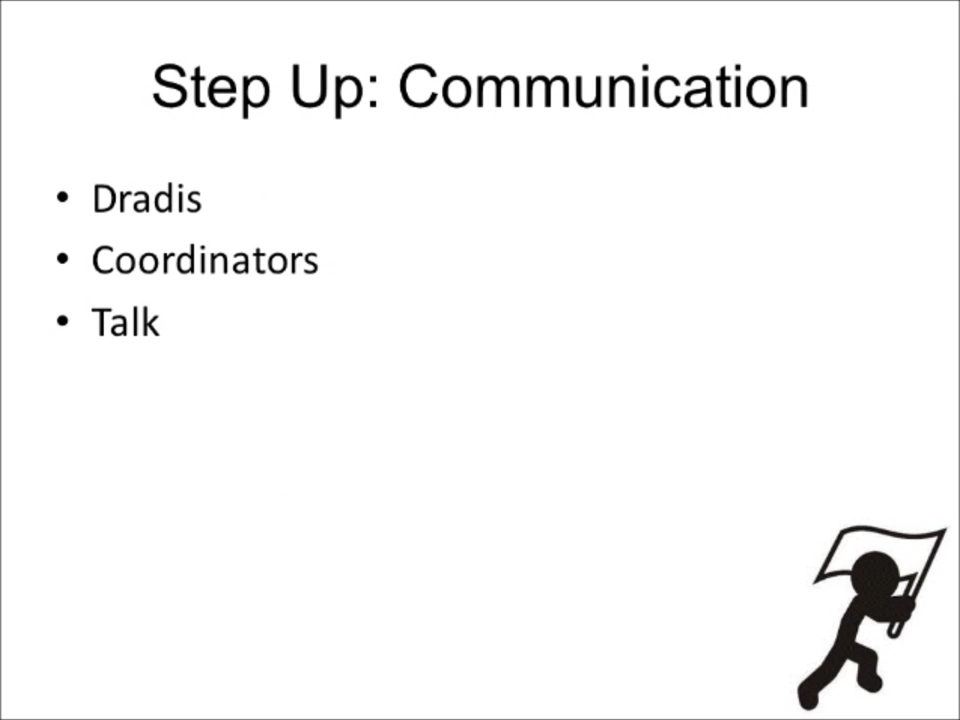 Step Up: Communication
• Dradis
• Coordinators
• Talk